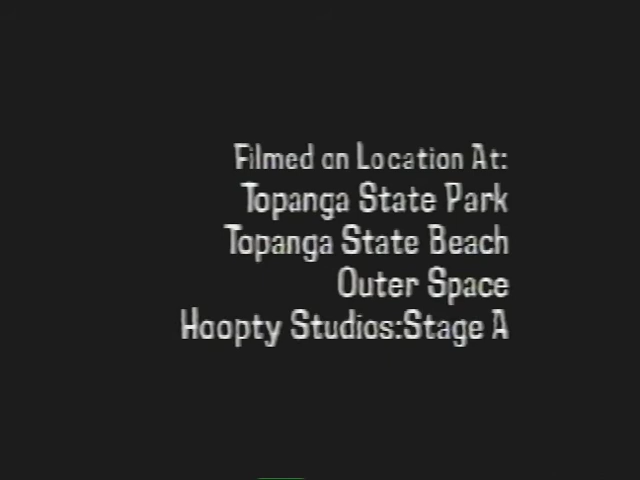 Filmed on Location At:
Topanga State Park
Topanga State Beach
Outer Space
Hoopty Studios:Stage A